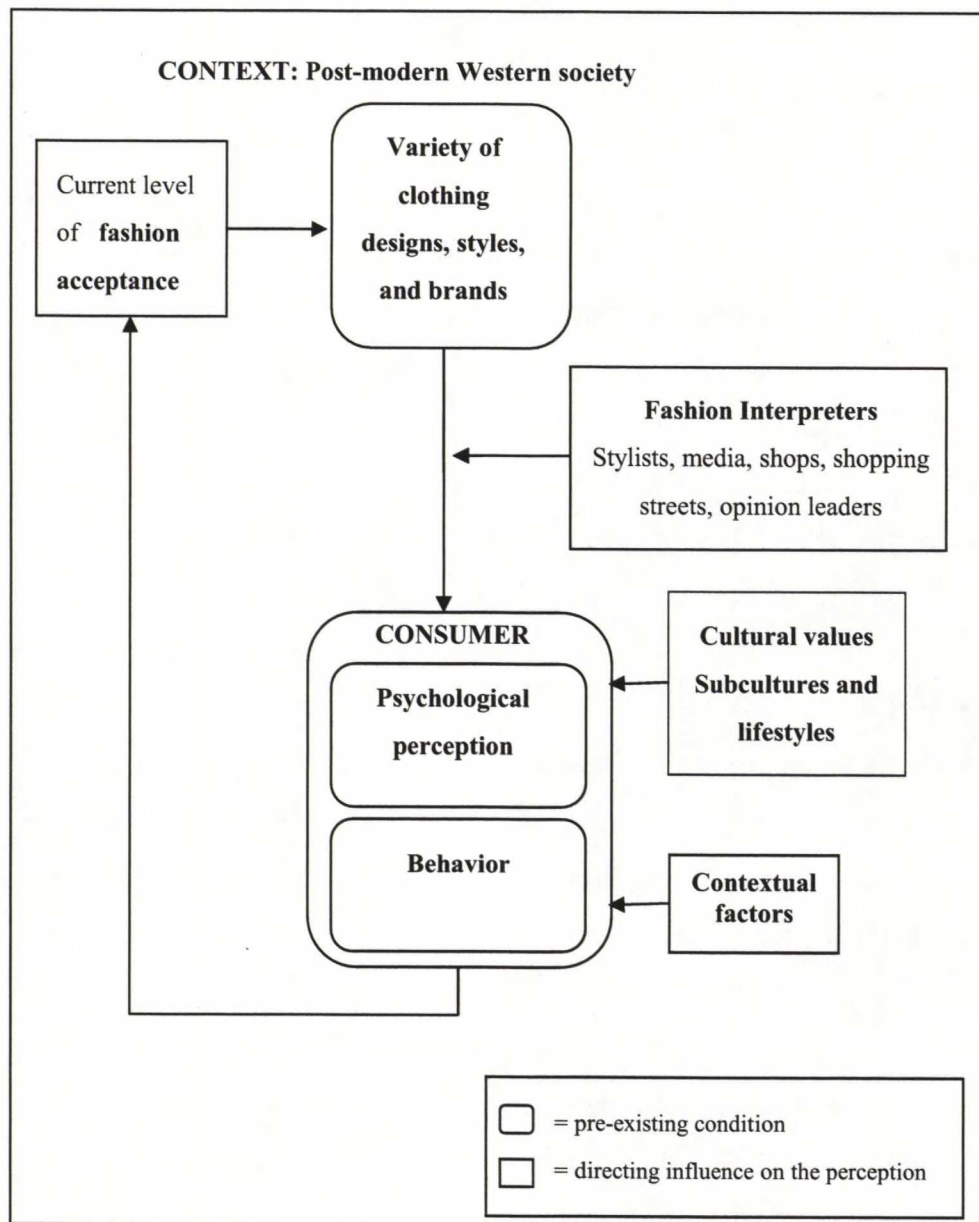 CONTEXT: Post-modern Western society
Variety of
clothing
designs, styles,
and brands
Current level
of fashion
acceptance
Fashion Interpreters
Stylists, media, shops, shopping
streets, opinion leaders
CONSUMER
Psychological
perception
Cultural values
Subcultures and
lifestyles
Behavior
Contextual
factors
= pre-existing condition
= directing influence on the perception